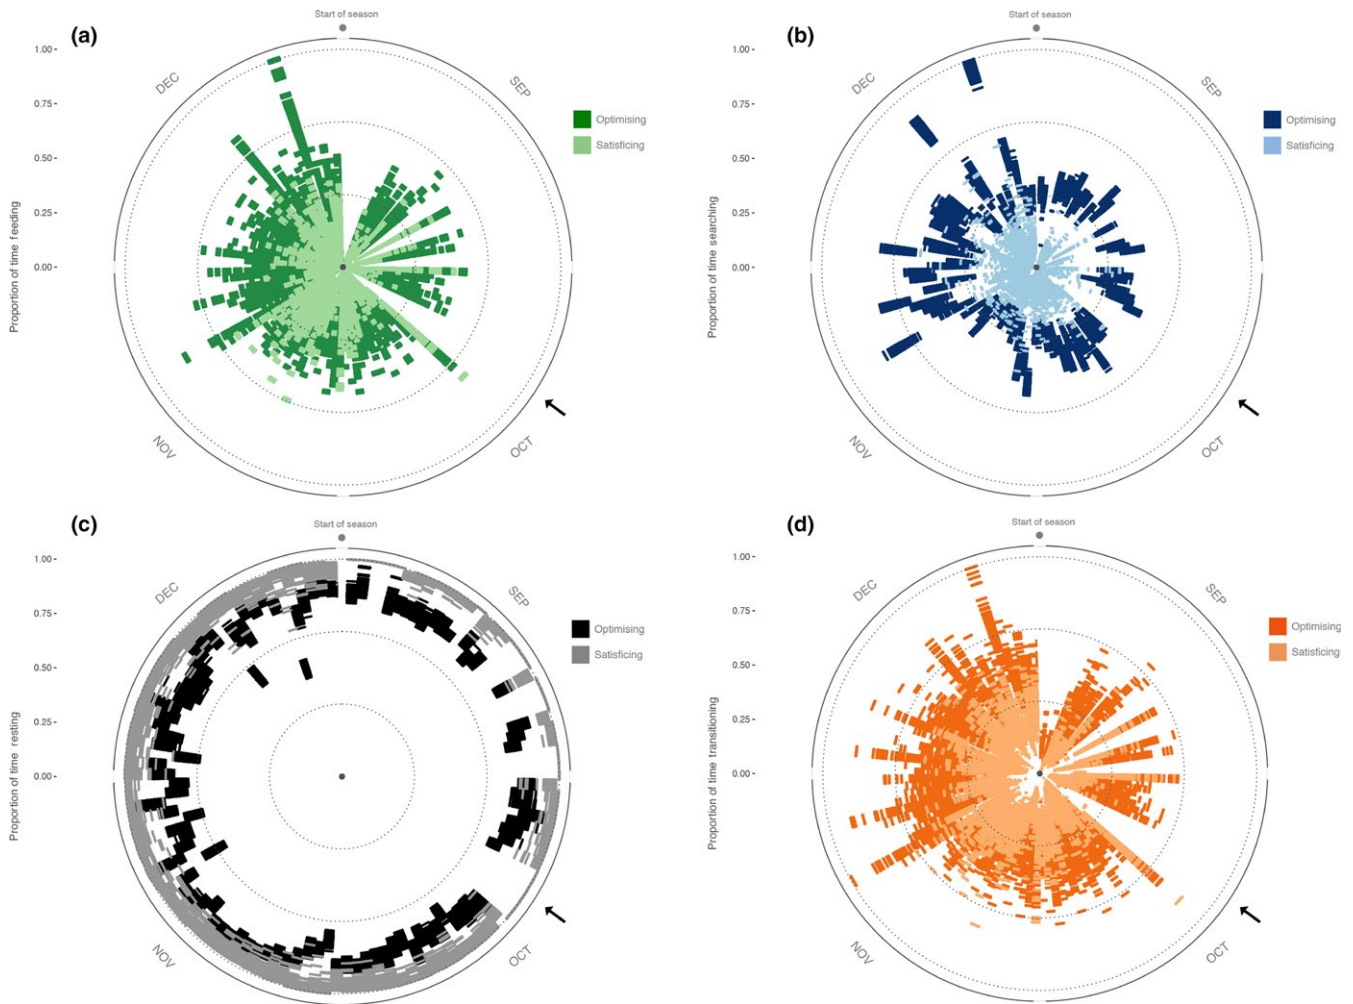 (a)
Start of season
1.00
0.75
0.50
0.25
0.00
Proportion of time feeding
DEC
SEP
NOV
OCT
Optimising
Satisficing
(b)
Start of season
1.00
0.75
0.50
0.25
0.00
Proportion of time searching
DEC
SEP
NOV
OCT
Optimising
Satisficing
(c)
Start of season
1.00
0.75
0.50
0.25
0.00
Proportion of time resting
DEC
SEP
NOV
OCT
Optimising
Satisficing
(d)
Start of season
1.00
0.75
0.50
0.25
0.00
Proportion of time transitioning
DEC
SEP
NOV
OCT
Optimising
Satisficing